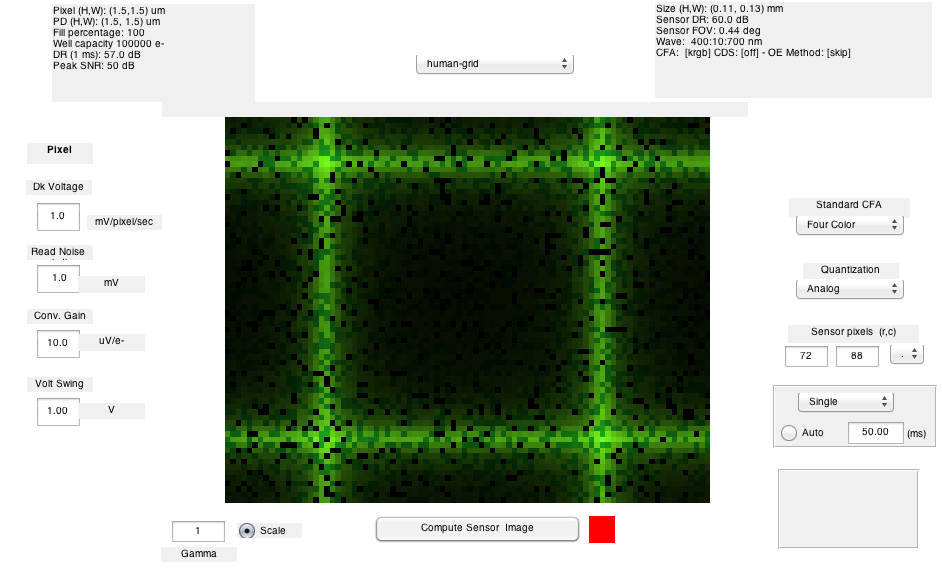 Pixel (H,W): (1.5,1.5) um
PD (H,W): (1.5, 1.5) um
Fill percentage: 100
Well capacity 100000 e-
DR (1 ms): 57.0 dB
Peak SNR: 50 dB
human-grid
Size (H,W): (0.11, 0.13) mm
Sensor DR: 60.0 dB
Sensor FOV: 0.44 deg
Wave: 400:10:700 nm
CFA: [krgb] CDS: [off] - OE Method: [skip]
Pixel
Dk Voltage
1.0
mV/pixel/sec
Read Noise
1.0
mV
Conv. Gain
10.0
uV/e-
Volt Swing
1.00
V
Standard CFA
Four Color
Quantization
Analog
Sensor pixels (r,c)
72
88
.
Single
Auto
50.00
(ms)
1
Scale
Gamma
Compute Sensor Image